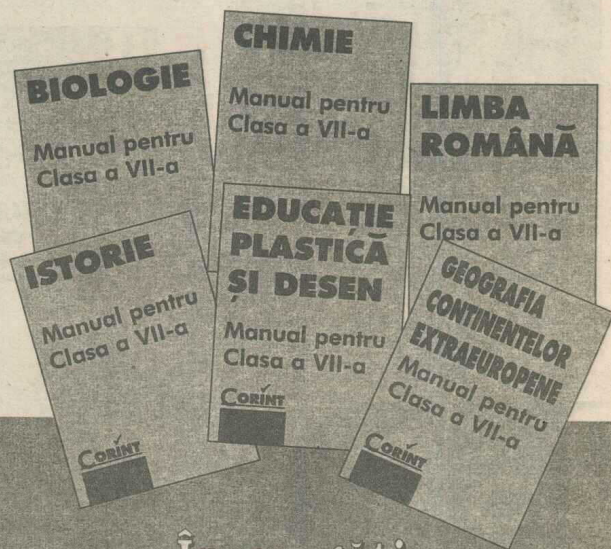 BIOLOGIE
Manual pentru
Clasa a VII-a
CHIMIE
Manual pentru
Clasa a VII-a
LIMBA
ROMÂNĂ
Manual pentru
Clasa a VII-a
ISTORIE
Manual pentru
Clasa a VII-a
CORINT
EDUCAȚIE
PLASTICĂ
ȘI DESEN
Manual pentru
Clasa a VII-a
CORINT
GEOGRAFIA
CONTINENTELOR
EXTRAEUROPENE
Manual pentru
Clasa a VII-a
CORINT